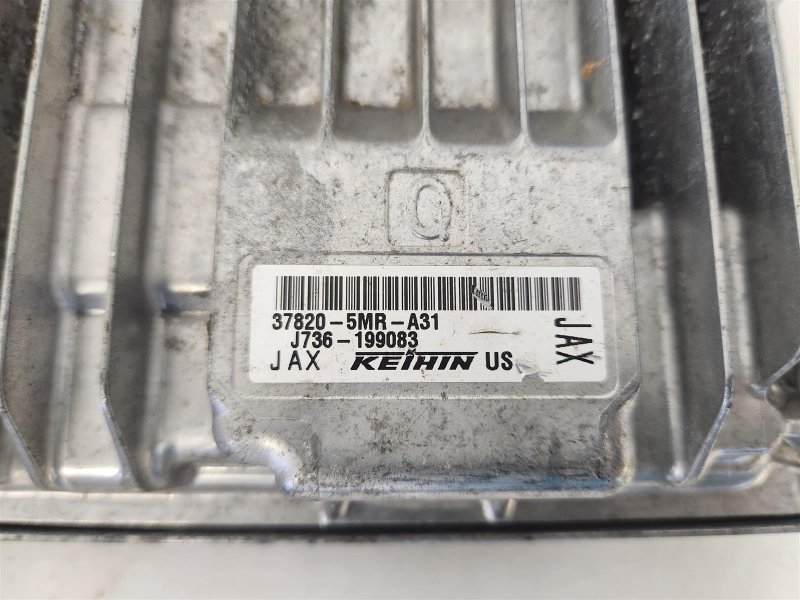 Q
37820-5MR-A31
J736-199083
JAX KEIHIN US
JAX